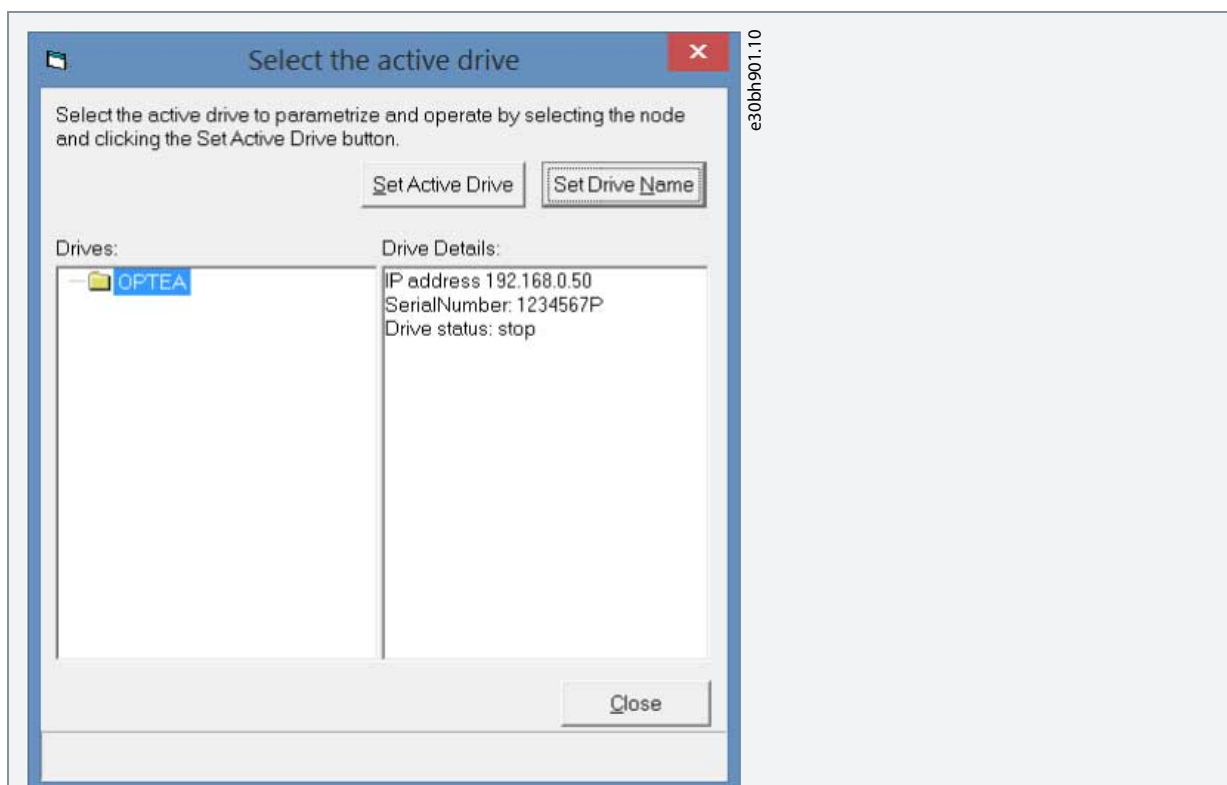 Select the active drive
e30bh901.10
Select the active drive to parametrize and operate by selecting the node
and clicking the Set Active Drive button.
Set Active Drive
Set Drive Name
Drives:
Drive Details:
OPTEA
IP address 192.168.0.50
SerialNumber: 1234567P
Drive status: stop
Close